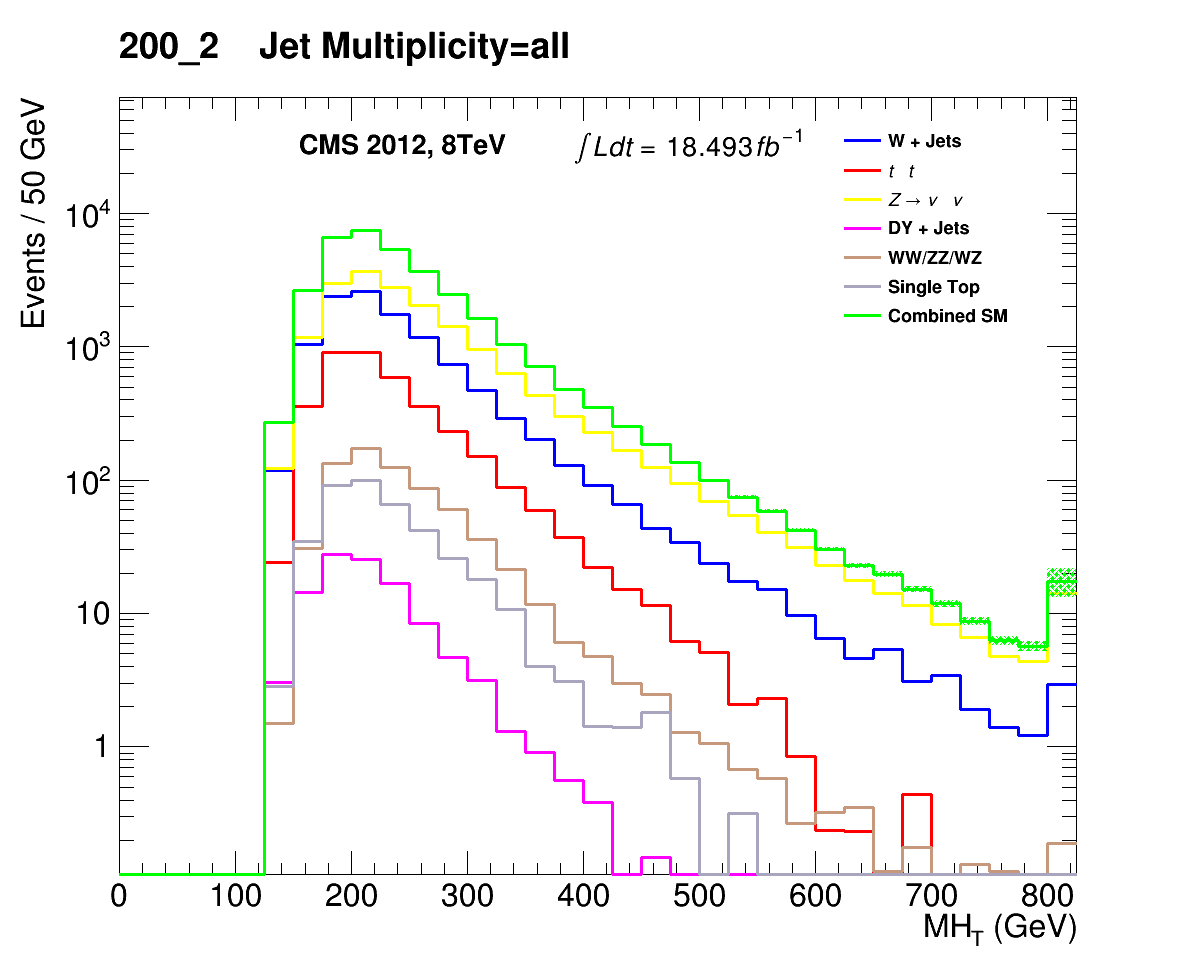 200_2 Jet Multiplicity=all
Events / 50 GeV
CMS 2012, 8TeV
∫Ldt = 18.493fb⁻¹
W + Jets
t t
Z → ν ν
DY + Jets
WW/ZZ/WZ
Single Top
Combined SM
10⁴
10³
10²
10
1
0 100 200 300 400 500 600 700 800
MH_T (GeV)